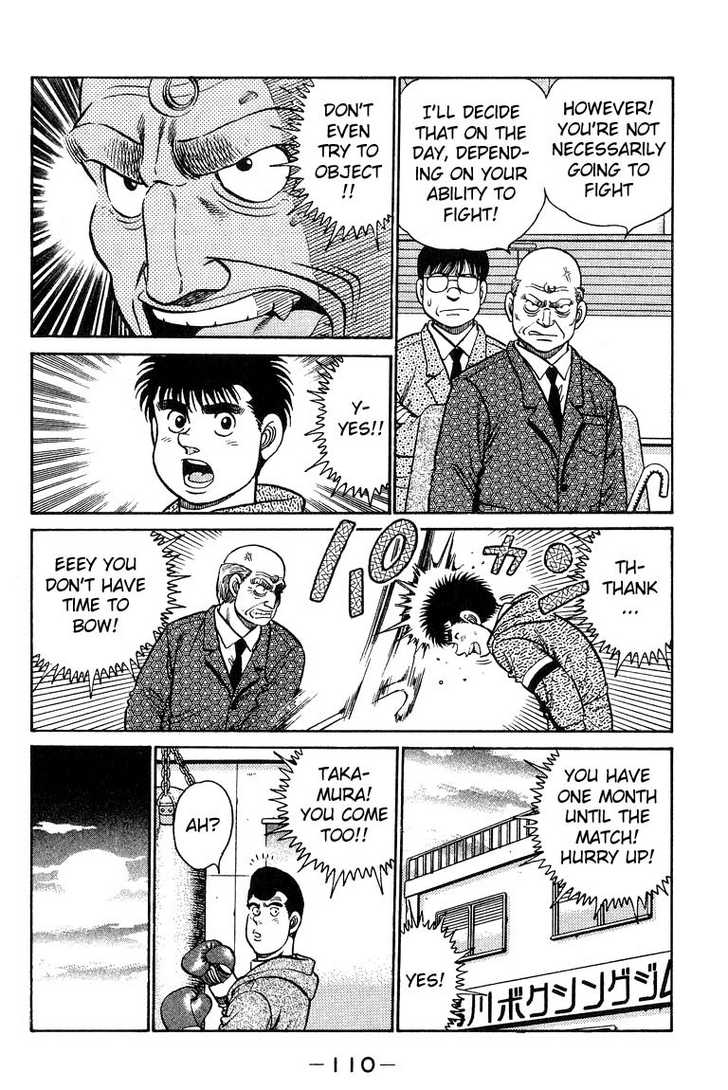 HOWEVER!
YOU'RE NOT
NECESSARILY
GOING TO
FIGHT
I'LL DECIDE
THAT ON THE
DAY, DEPEND-
ING ON YOUR
ABILITY TO
FIGHT!
DON'T
EVEN
TRY TO
OBJECT
!!
Y-
YES!!
TH-
THANK
...
ガン
EEEY YOU
DON'T HAVE
TIME TO
BOW!
YOU HAVE
ONE MONTH
UNTIL THE
MATCH!
HURRY UP!
YES!
川ボクシングジム
TAKA-
MURA!
YOU COME
TOO!!
AH?
—110—